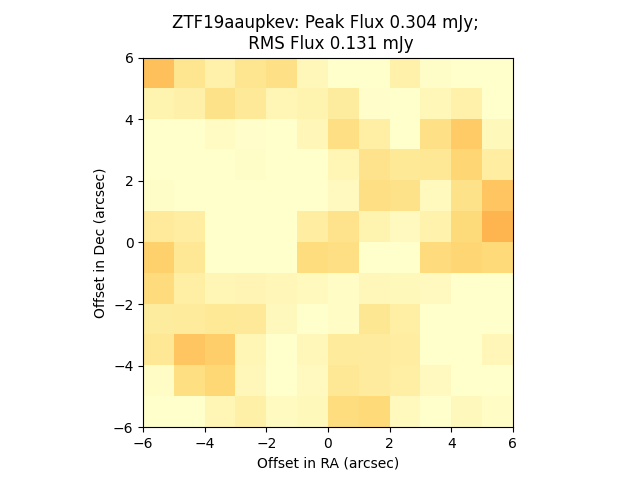 ZTF19aaupkev: Peak Flux 0.304 mJy;
RMS Flux 0.131 mJy
6
4
2
0
−2
−4
−6
Offset in Dec (arcsec)
−6 −4 −2 0 2 4 6
Offset in RA (arcsec)